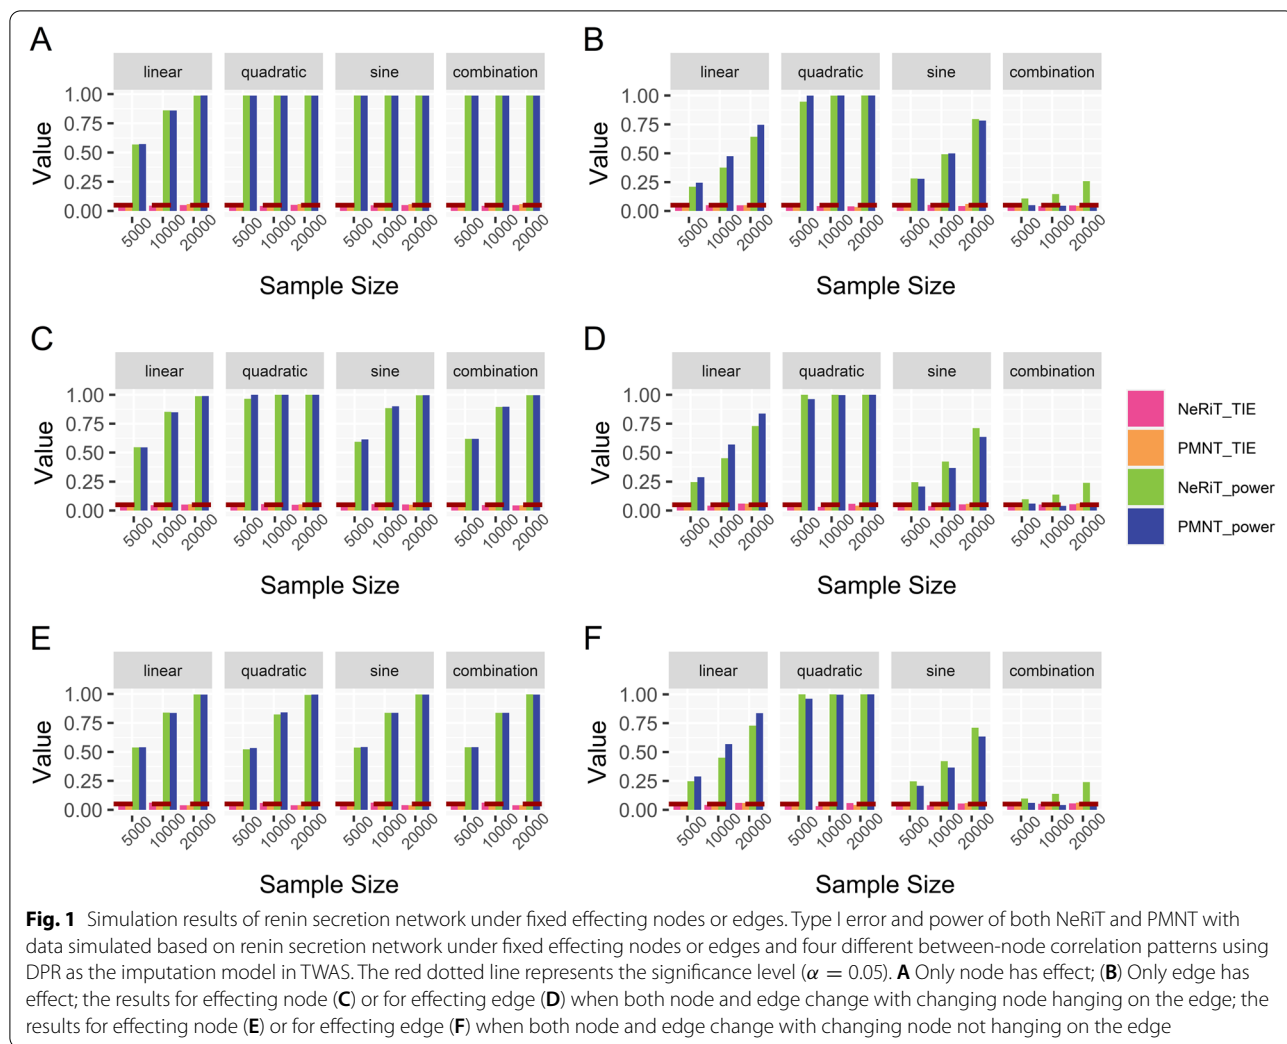 A
linear quadratic sine combination
1.00
0.75
0.50
0.25
0.00
Value
5000 10000 20000 5000 10000 20000 5000 10000 20000 5000 10000 20000
Sample Size
B
linear quadratic sine combination
1.00
0.75
0.50
0.25
0.00
Value
5000 10000 20000 5000 10000 20000 5000 10000 20000 5000 10000 20000
Sample Size
C
linear quadratic sine combination
1.00
0.75
0.50
0.25
0.00
Value
5000 10000 20000 5000 10000 20000 5000 10000 20000 5000 10000 20000
Sample Size
D
linear quadratic sine combination
1.00
0.75
0.50
0.25
0.00
Value
5000 10000 20000 5000 10000 20000 5000 10000 20000 5000 10000 20000
Sample Size
NeRiT_TIE
PMNT_TIE
NeRiT_power
PMNT_power
E
linear quadratic sine combination
1.00
0.75
0.50
0.25
0.00
Value
5000 10000 20000 5000 10000 20000 5000 10000 20000 5000 10000 20000
Sample Size
F
linear quadratic sine combination
1.00
0.75
0.50
0.25
0.00
Value
5000 10000 20000 5000 10000 20000 5000 10000 20000 5000 10000 20000
Sample Size
Fig. 1 Simulation results of renin secretion network under fixed effecting nodes or edges. Type I error and power of both NeRiT and PMNT with
data simulated based on renin secretion network under fixed effecting nodes or edges and four different between-node correlation patterns using
DPR as the imputation model in TWAS. The red dotted line represents the significance level (α = 0.05). A Only node has effect; (B) Only edge has
effect; the results for effecting node (C) or for effecting edge (D) when both node and edge change with changing node hanging on the edge; the
results for effecting node (E) or for effecting edge (F) when both node and edge change with changing node not hanging on the edge